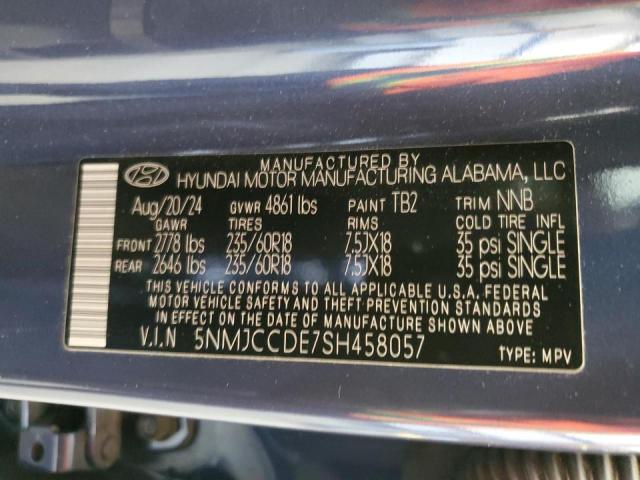 MANUFACTURED BY
HYUNDAI MOTOR MANUFACTURING ALABAMA, LLC
Aug/20/24 GVWR 4861 lbs PAINT TB2 TRIM NNB
GAWR TIRES RIMS COLD TIRE INFL
FRONT 2778 lbs 235/60R18 7.5JX18 35 psi SINGLE
REAR 2646 lbs 235/60R18 7.5JX18 35 psi SINGLE
THIS VEHICLE CONFORMS TO ALL APPLICABLE U.S.A. FEDERAL
MOTOR VEHICLE SAFETY AND THEFT PREVENTION STANDARDS
IN EFFECT ON THE DATE OF MANUFACTURE SHOWN ABOVE
V.I.N 5NMJCCDE7SH458057 TYPE: MPV